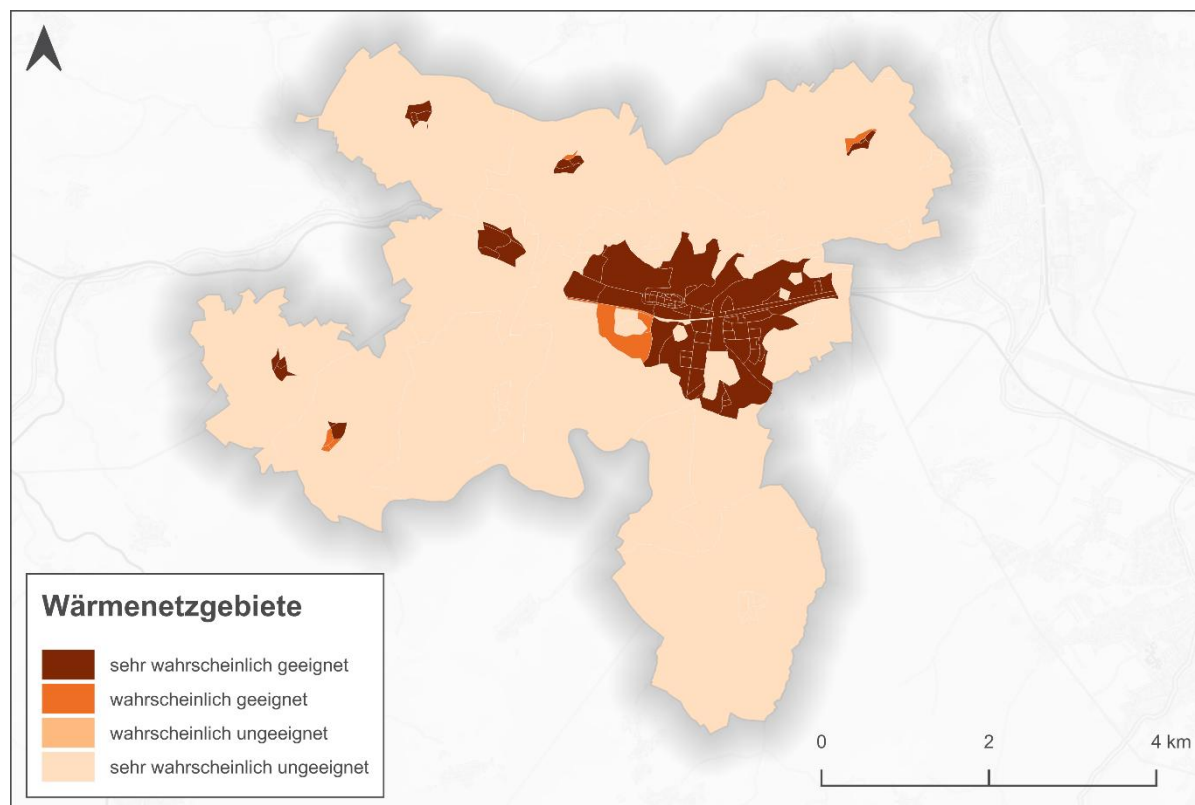 Wärmenetzgebiete
sehr wahrscheinlich geeignet
wahrscheinlich geeignet
wahrscheinlich ungeeignet
sehr wahrscheinlich ungeeignet
0 2 4 km